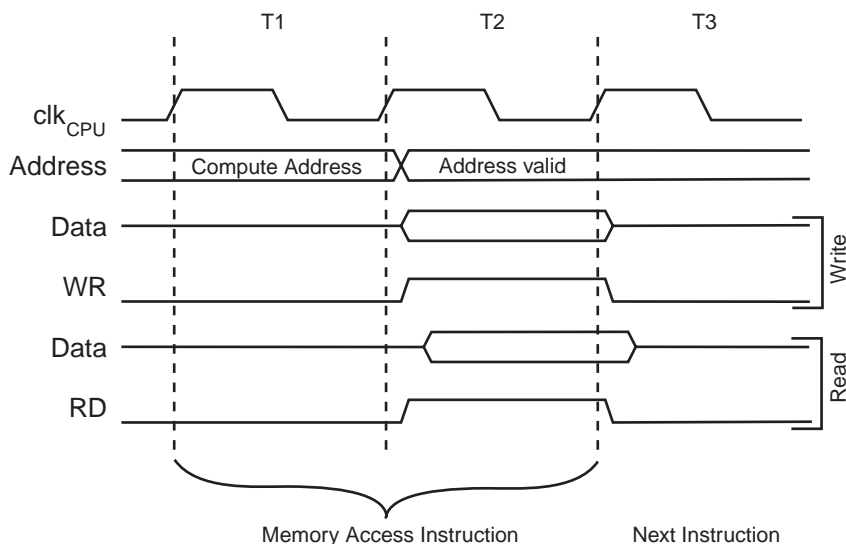 T1 T2 T3
clkCPU
Address Compute Address Address valid
Data
WR
Write
Data
RD
Read
Memory Access Instruction Next Instruction